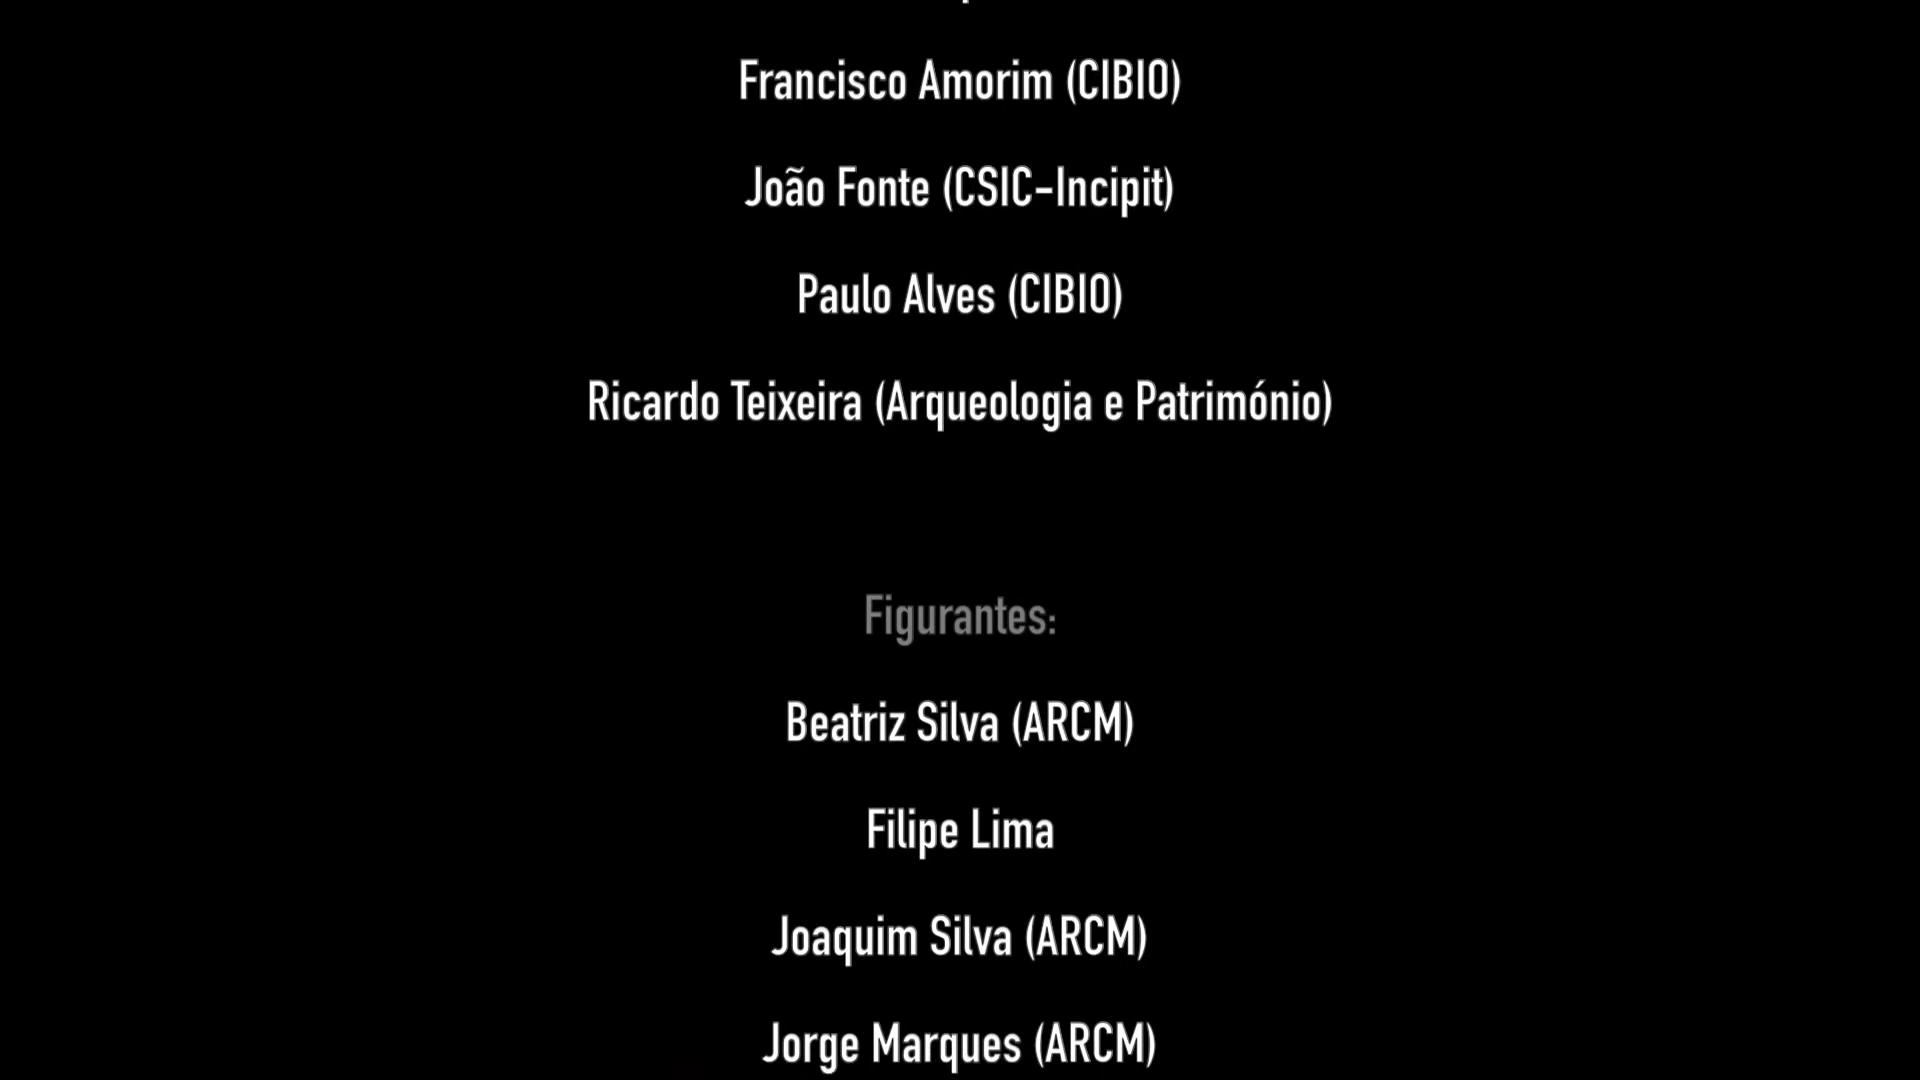 Francisco Amorim (CIBIO)
João Fonte (CSIC-Incipit)
Paulo Alves (CIBIO)
Ricardo Teixeira (Arqueologia e Património)
Figurantes:
Beatriz Silva (ARCM)
Filipe Lima
Joaquim Silva (ARCM)
Jorge Marques (ARCM)